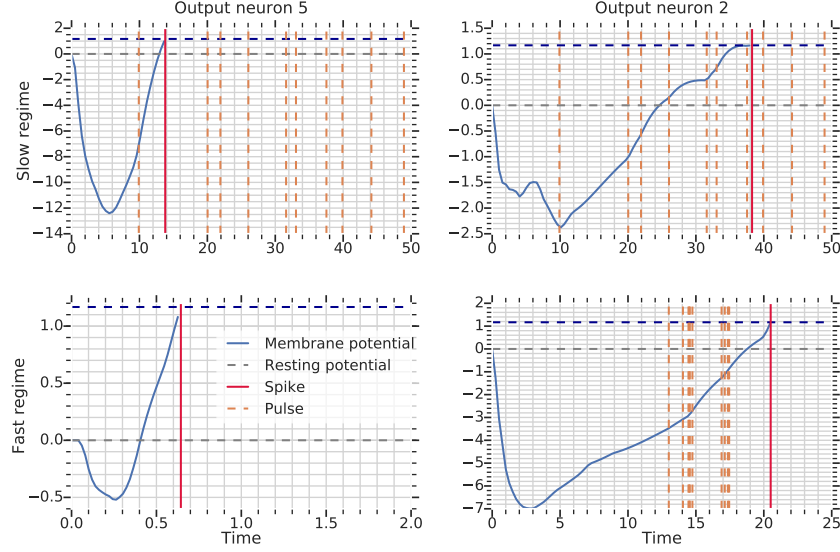 Output neuron 5
Output neuron 2
Slow regime
2
0
−2
−4
−6
−8
−10
−12
−14
0 10 20 30 40 50
1.5
1.0
0.5
0.0
−0.5
−1.0
−1.5
−2.0
−2.5
0 10 20 30 40 50
Fast regime
1.0
0.5
0.0
−0.5
0.0 0.5 1.0 1.5 2.0
Time
Membrane potential
Resting potential
Spike
Pulse
2
1
0
−1
−2
−3
−4
−5
−6
−7
0 5 10 15 20 25
Time